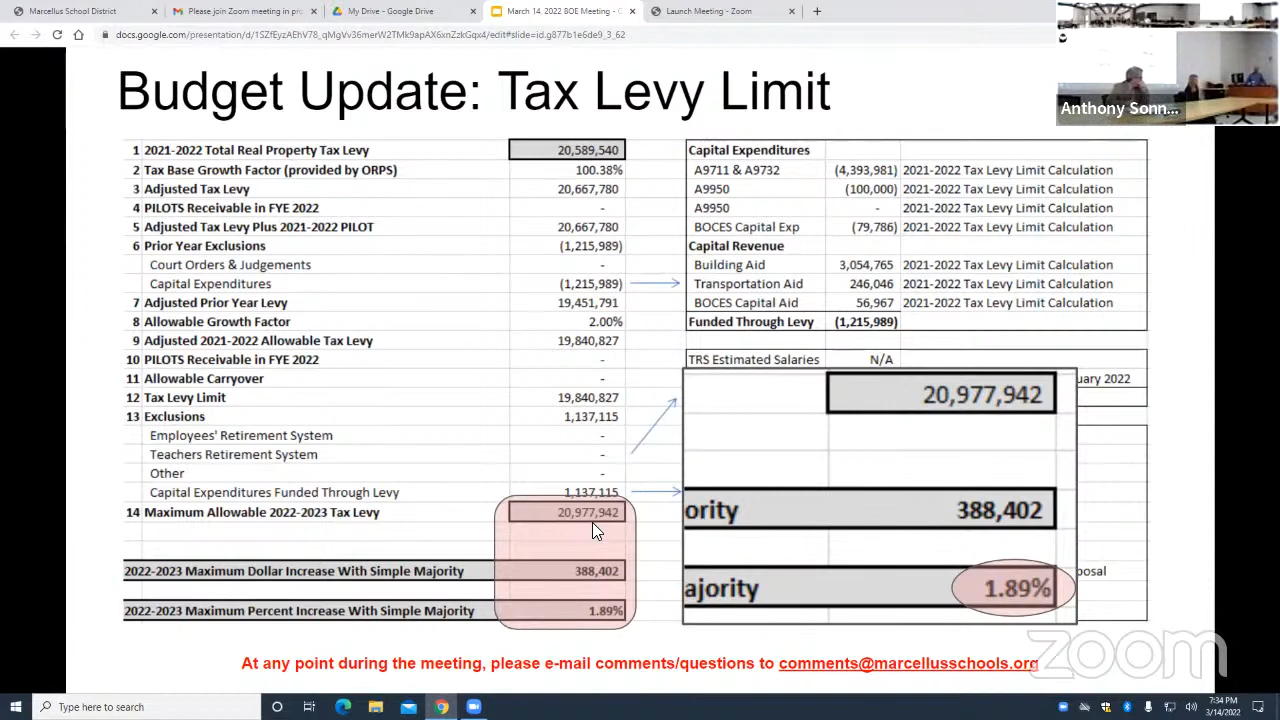 Marcellus School District
Please join Zoom meeting in pro
My Drive - Google Drive
March 14, 2022 BOE Meeting - G
Launch Meeting - Zoom
Anthony Sonn...
Budget Update: Tax Levy Limit
1 2021-2022 Total Real Property Tax Levy 20,589,540
2 Tax Base Growth Factor (provided by ORPS) 100.38%
3 Adjusted Tax Levy 20,667,780
4 PILOTS Receivable in FYE 2022 -
5 Adjusted Tax Levy Plus 2021-2022 PILOT 20,667,780
6 Prior Year Exclusions (1,215,989)
Court Orders & Judgements -
Capital Expenditures (1,215,989)
7 Adjusted Prior Year Levy 19,451,791
8 Allowable Growth Factor 2.00%
9 Adjusted 2021-2022 Allowable Tax Levy 19,840,827
10 PILOTS Receivable in FYE 2022 -
11 Allowable Carryover -
12 Tax Levy Limit 19,840,827
13 Exclusions 1,137,115
Employees' Retirement System -
Teachers Retirement System -
Other -
Capital Expenditures Funded Through Levy 1,137,115
14 Maximum Allowable 2022-2023 Tax Levy 20,977,942
2022-2023 Maximum Dollar Increase With Simple Majority 388,402
2022-2023 Maximum Percent Increase With Simple Majority 1.89%
Capital Expenditures
A9711 & A9732 (4,393,981) 2021-2022 Tax Levy Limit Calculation
A9950 (100,000) 2021-2022 Tax Levy Limit Calculation
A9950 - 2021-2022 Tax Levy Limit Calculation
BOCES Capital Exp (79,786) 2021-2022 Tax Levy Limit Calculation
Capital Revenue
Building Aid 3,054,765 2021-2022 Tax Levy Limit Calculation
Transportation Aid 246,046 2021-2022 Tax Levy Limit Calculation
BOCES Capital Aid 56,967 2021-2022 Tax Levy Limit Calculation
Funded Through Levy (1,215,989)
TRS Estimated Salaries N/A
uary 2022
20,977,942
ority 388,402
posal
ajority 1.89%
At any point during the meeting, please e-mail comments/questions to comments@marcellusschools.org
zoom
Type here to search
7:34 PM
3/14/2022